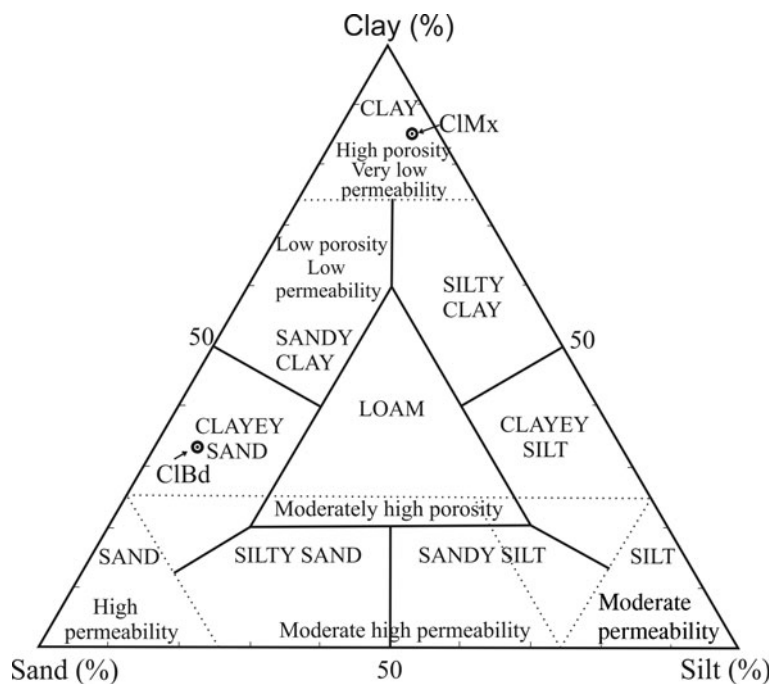 Clay (%)
CLAY
ClMx
High porosity
Very low
permeability
Low porosity
Low
permeability
SILTY
CLAY
50
SANDY
CLAY
50
LOAM
CLAYEY
SAND
CLAYEY
SILT
ClBd
Moderately high porosity
SAND
SILTY SAND
SANDY SILT
SILT
High
permeability
Moderate high permeability
Moderate
permeability
Sand (%)
50
Silt (%)